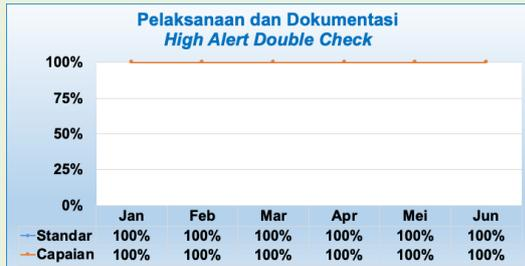 Pelaksanaan dan Dokumentasi
High Alert Double Check
100%
75%
50%
25%
0%
Jan Feb Mar Apr Mei Jun
Standar 100% 100% 100% 100% 100% 100%
Capaian 100% 100% 100% 100% 100% 100%